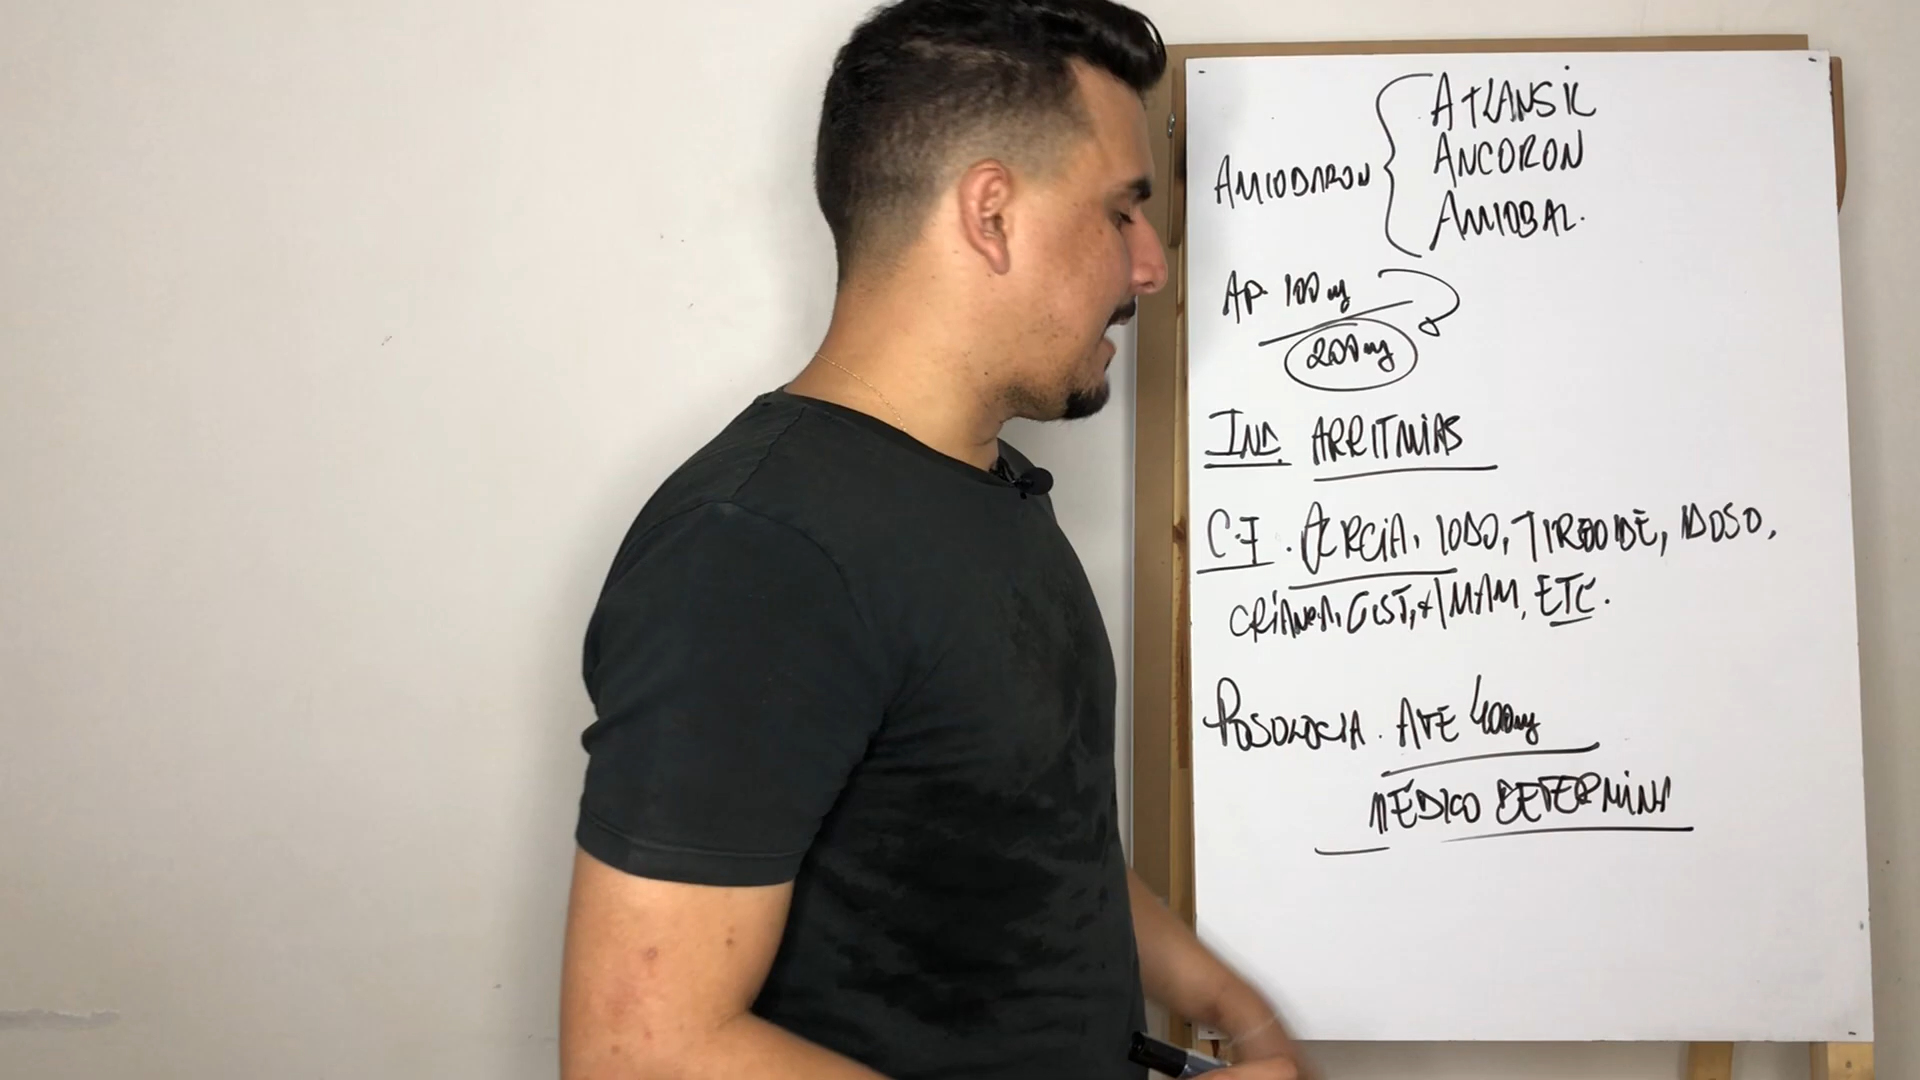 ATLANSIL
AMIODARON { ANCORON
AMIOBAL.
AP. 100mg
200mg
IND. ARRITMIAS
C.I. ALERGIA, IODO, TIREOIDE, IDOSO,
CRIANÇA, GEST, + AMAM, ETC.
POSOLOGIA. ATE 400mg
MÉDICO DETERMINA